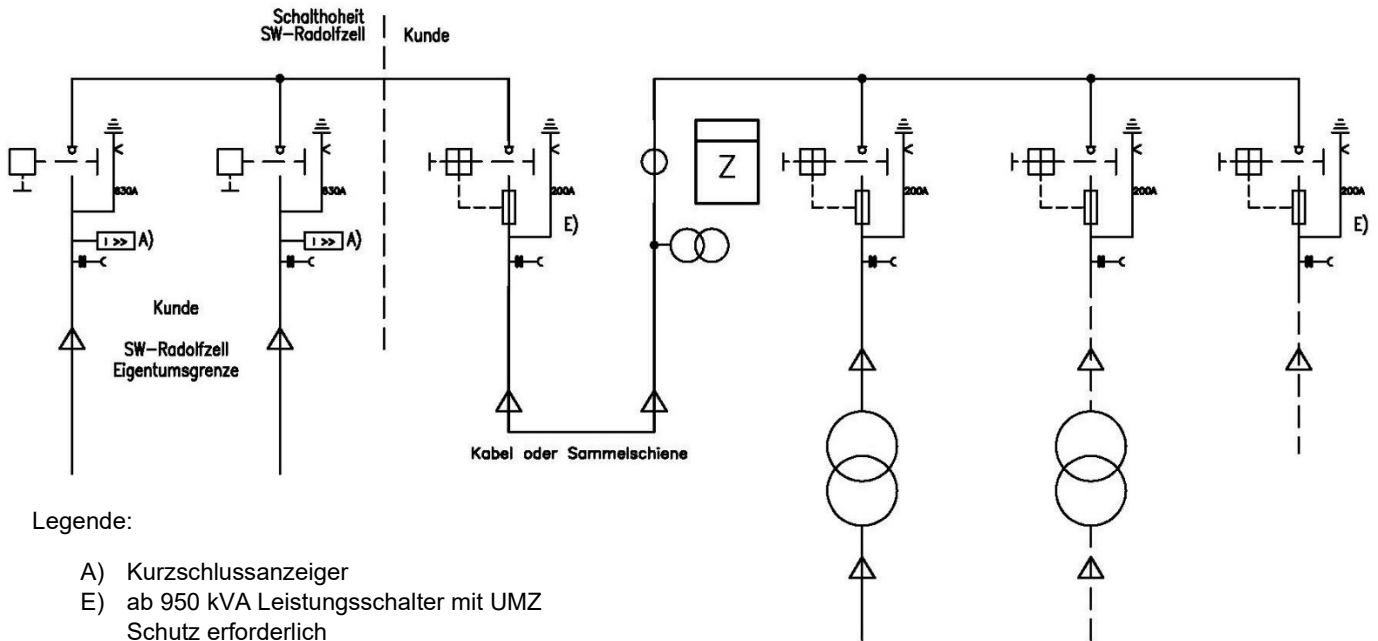 Schalthoheit
SW-Radolfzell
Kunde
630A
630A
200A
200A
200A
200A
Z
E)
E)
I >> A)
I >> A)
Kunde
SW-Radolfzell
Eigentumsgrenze
Kabel oder Sammelschiene
Legende:
A) Kurzschlussanzeiger
E) ab 950 kVA Leistungsschalter mit UMZ
Schutz erforderlich